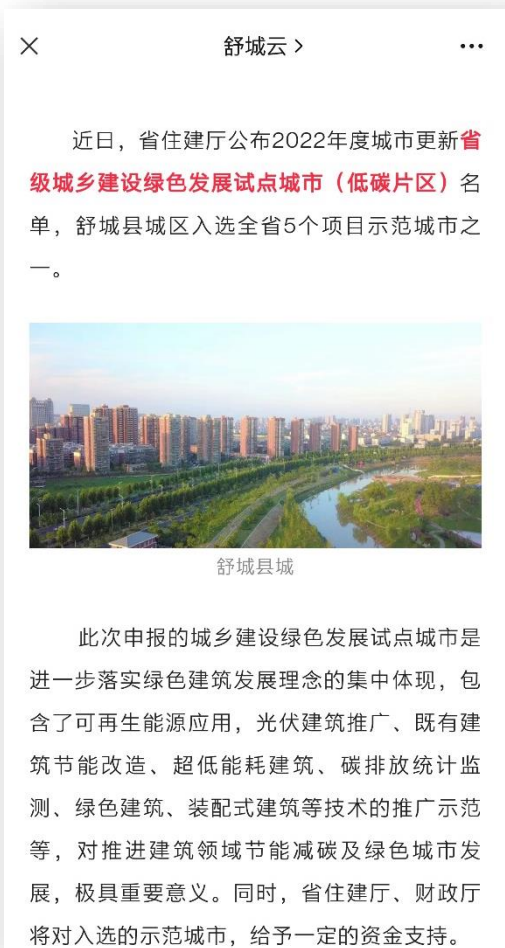 舒城云
近日，省住建厅公布2022年度城市更新省
级城乡建设绿色发展试点城市（低碳片区）名
单，舒城县城区入选全省5个项目示范城市之
一。
舒城县城
此次申报的城乡建设绿色发展试点城市是
进一步落实绿色建筑发展理念的集中体现，包
含了可再生能源应用，光伏建筑推广、既有建
筑节能改造、超低能耗建筑、碳排放统计监
测、绿色建筑、装配式建筑等技术的推广示范
等，对推进建筑领域节能减碳及绿色城市发
展，极具重要意义。同时，省住建厅、财政厅
将对入选的示范城市，给予一定的资金支持。